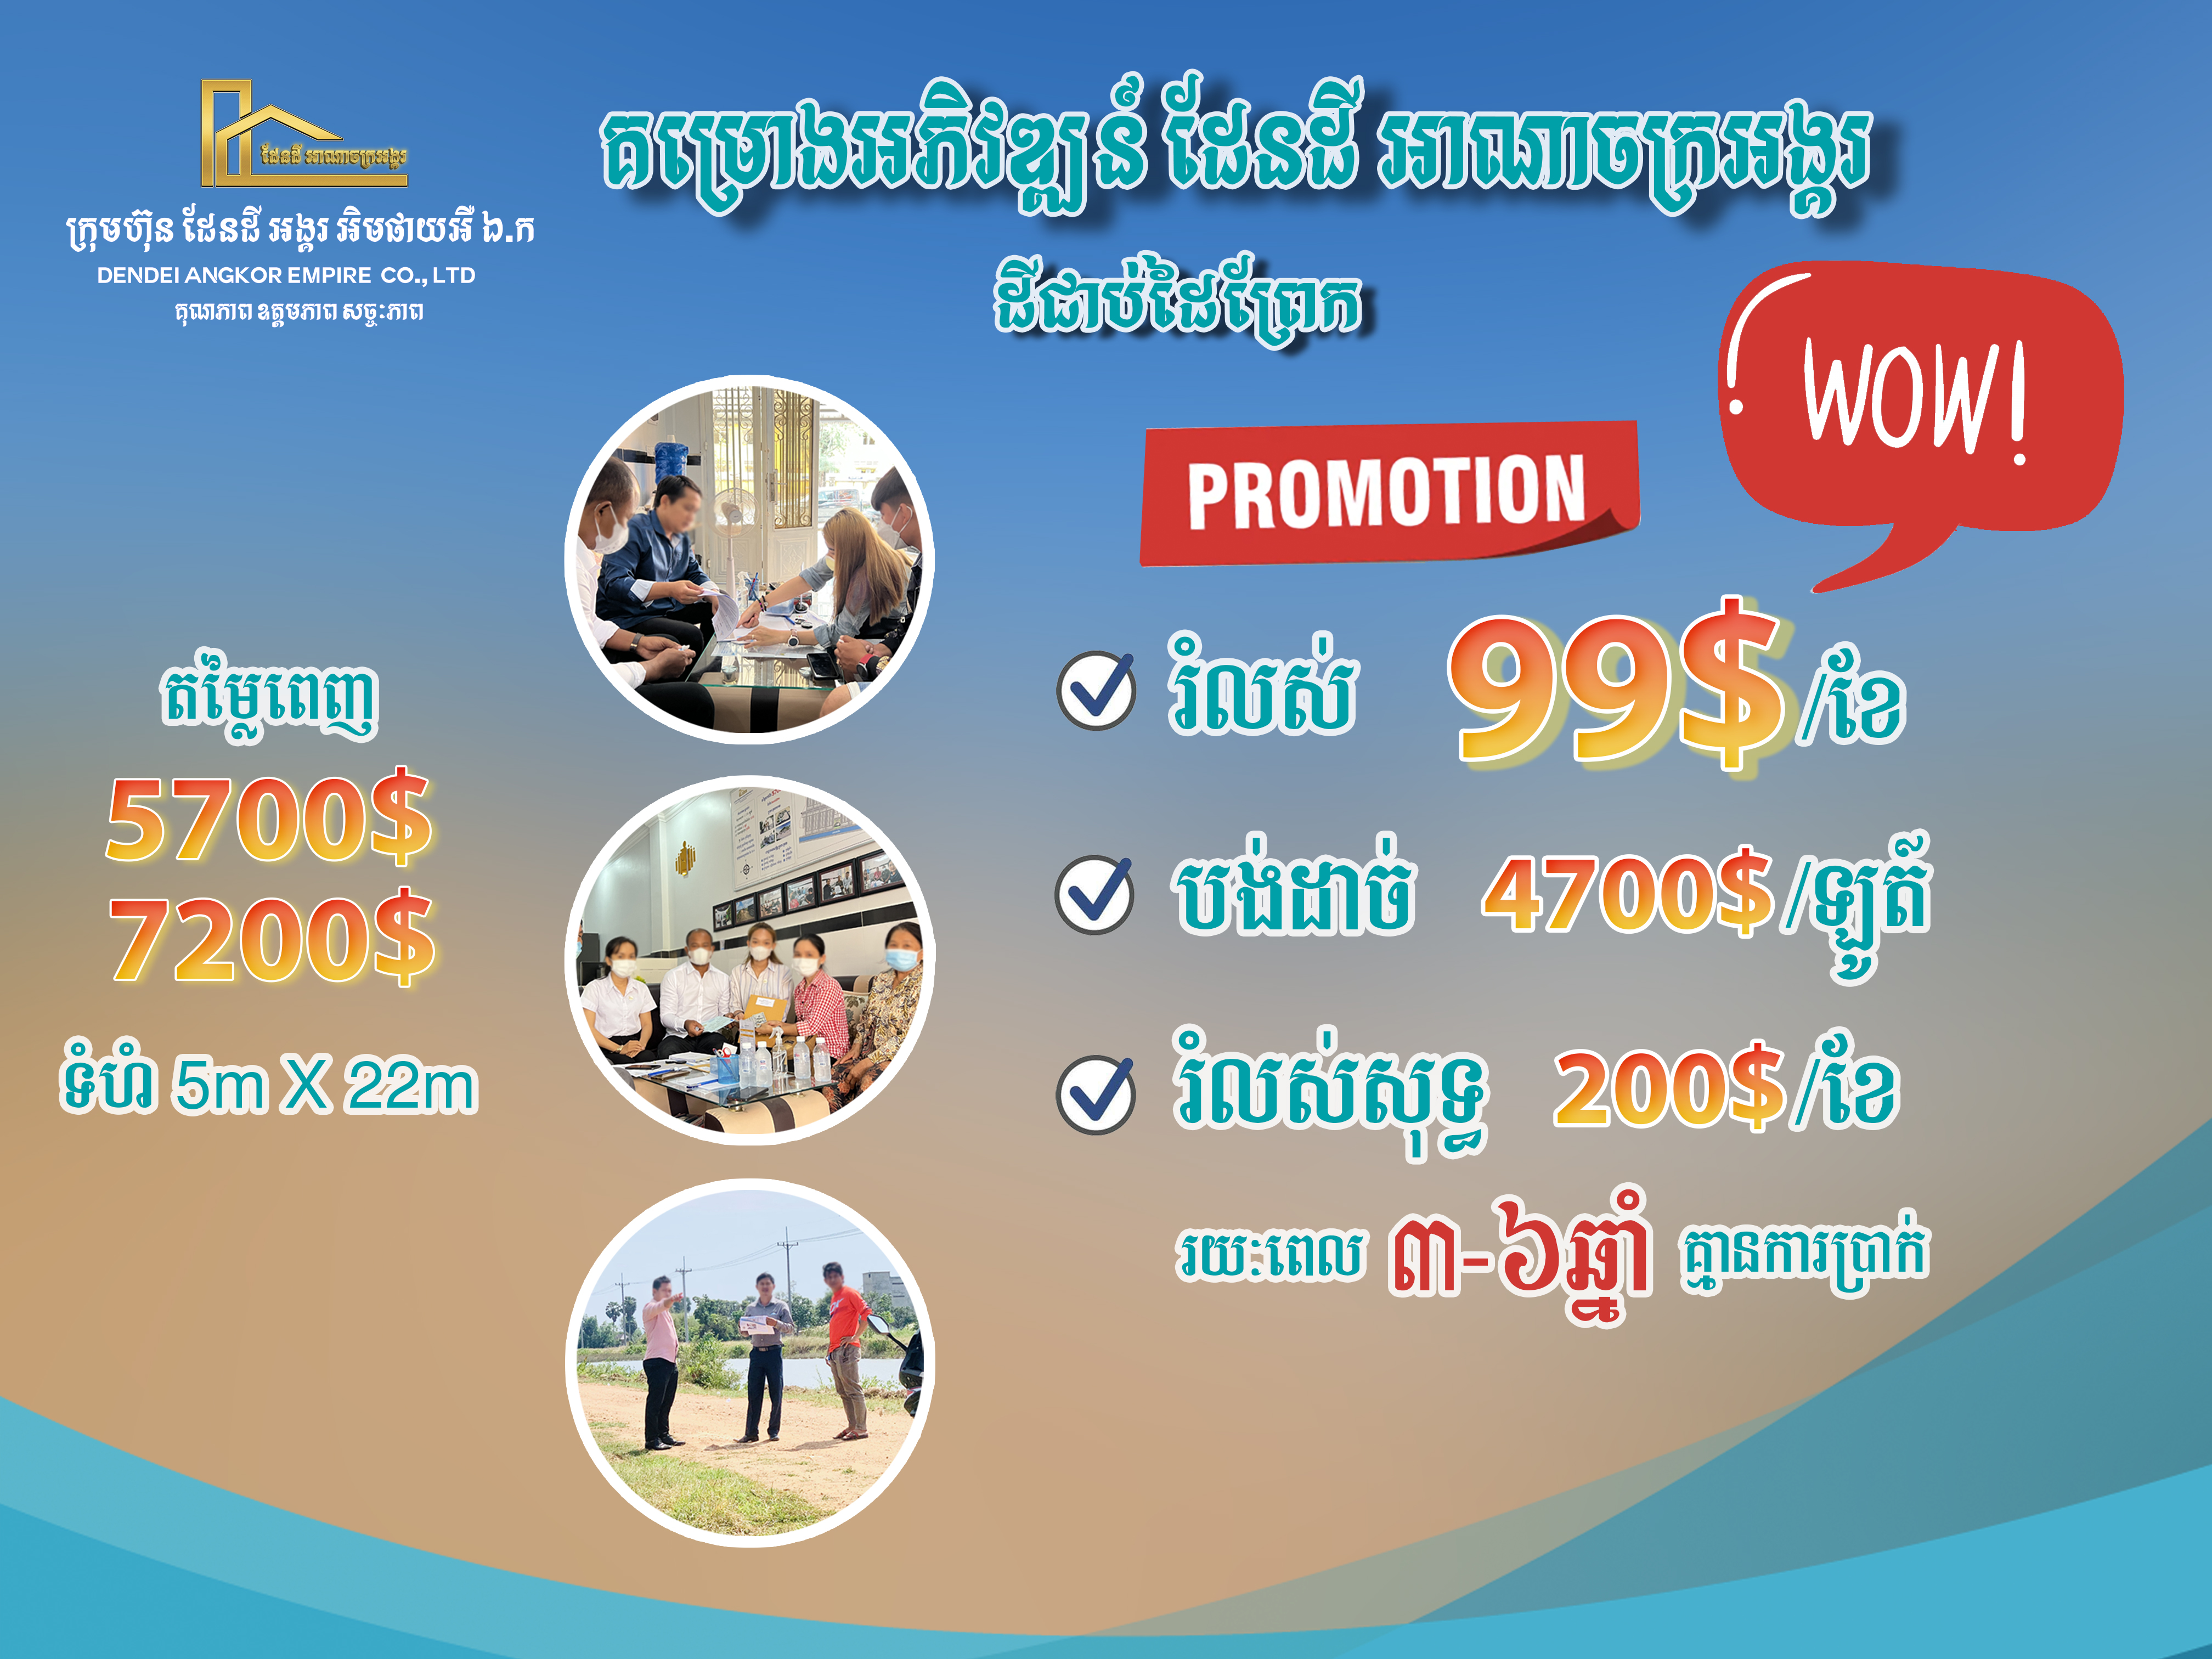 ដែនដី អាណាចក្រអង្គរ
ក្រុមហ៊ុន ដែនដី អង្គរ អិមផាយអឺ ឯ.ក
DENDEI ANGKOR EMPIRE CO., LTD
គុណភាព ឧត្តមភាព សច្ចៈភាព
គម្រោងអភិវឌ្ឍន៍ ដែនដី អាណាចក្រអង្គរ
ដីជាប់ដៃព្រែក
WOW!
PROMOTION
តម្លៃពេញ
5700$
7200$
ទំហំ 5m X 22m
រំលស់ 99$/ខែ
បង់ដាច់ 4700$/ឡូត៍
រំលស់សុទ្ធ 200$/ខែ
រយៈពេល ៣-៦ឆ្នាំ គ្មានការប្រាក់